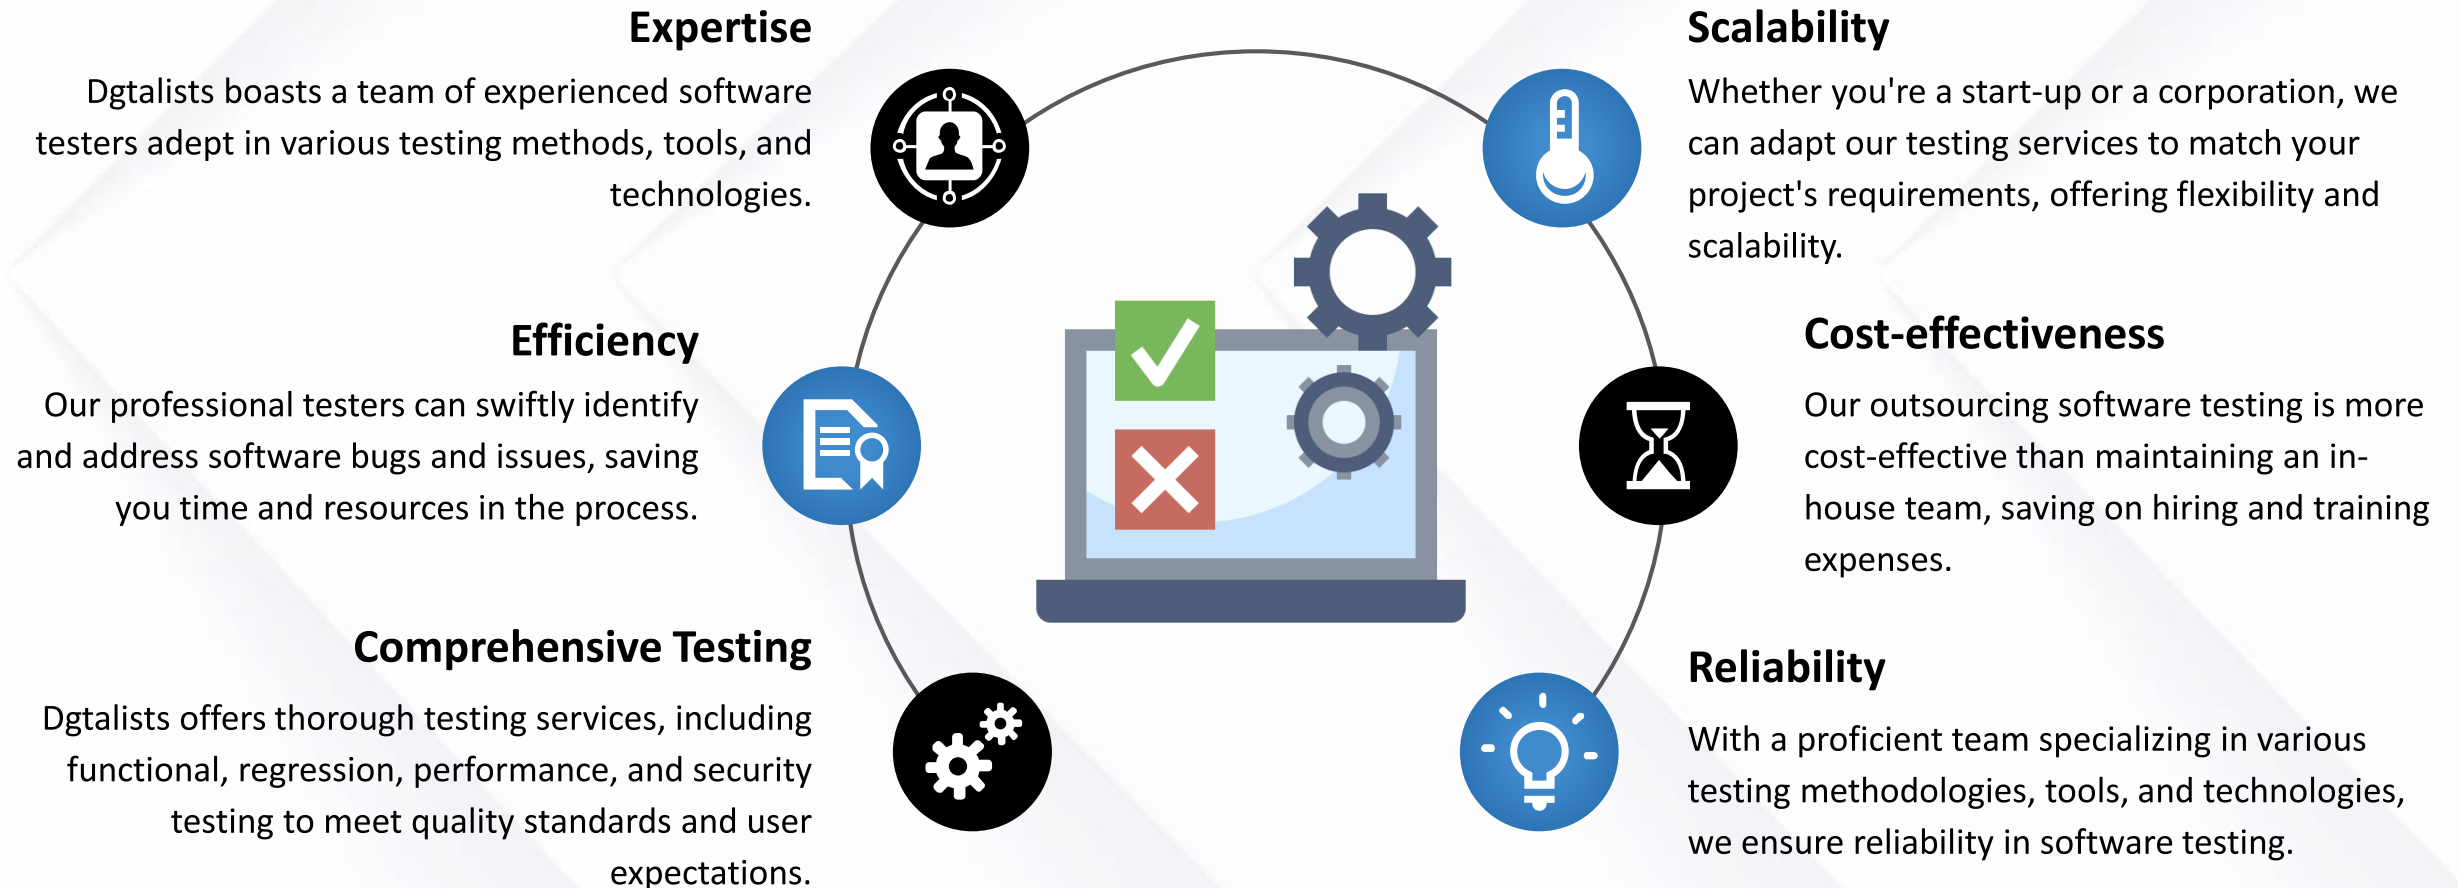 Expertise
Dgtalists boasts a team of experienced software
testers adept in various testing methods, tools, and
technologies.
Efficiency
Our professional testers can swiftly identify
and address software bugs and issues, saving
you time and resources in the process.
Comprehensive Testing
Dgtalists offers thorough testing services, including
functional, regression, performance, and security
testing to meet quality standards and user
expectations.
Scalability
Whether you're a start-up or a corporation, we
can adapt our testing services to match your
project's requirements, offering flexibility and
scalability.
Cost-effectiveness
Our outsourcing software testing is more
cost-effective than maintaining an in-
house team, saving on hiring and training
expenses.
Reliability
With a proficient team specializing in various
testing methodologies, tools, and technologies,
we ensure reliability in software testing.